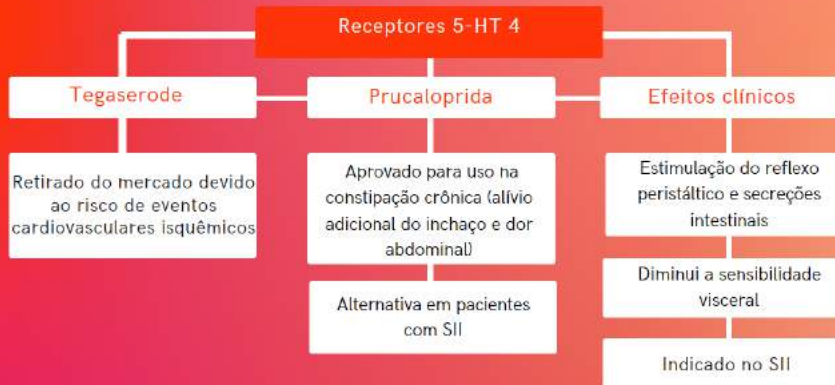 Receptores 5-HT 4
Tegaserode
Prucaloprida
Efeitos clínicos
Retirado do mercado devido
ao risco de eventos
cardiovasculares isquêmicos
Aprovado para uso na
constipação crônica (alívio
adicional do inchaço e dor
abdominal)
Alternativa em pacientes
com SII
Estimulação do reflexo
peristáltico e secreções
intestinais
Diminui a sensibilidade
visceral
Indicado no SII